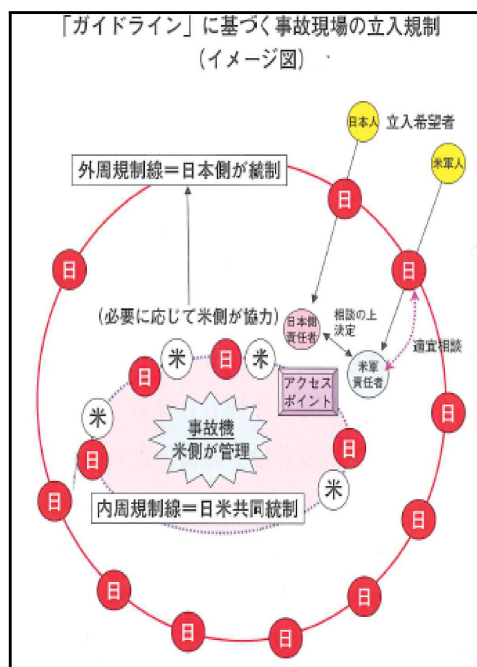 「ガイドライン」に基づく事故現場の立入規制
(イメージ図)
日本人
立入希望者
米軍人
外周規制線＝日本側が統制
日
日
日
(必要に応じて米側が協力)
日本側
責任者
相談の上
決定
米軍
責任者
適宜相談
米
日
米
日
アクセス
ポイント
米
日
事故機
米側が管理
日
米
日
内周規制線＝日米共同統制
日
日
日
日
日
日